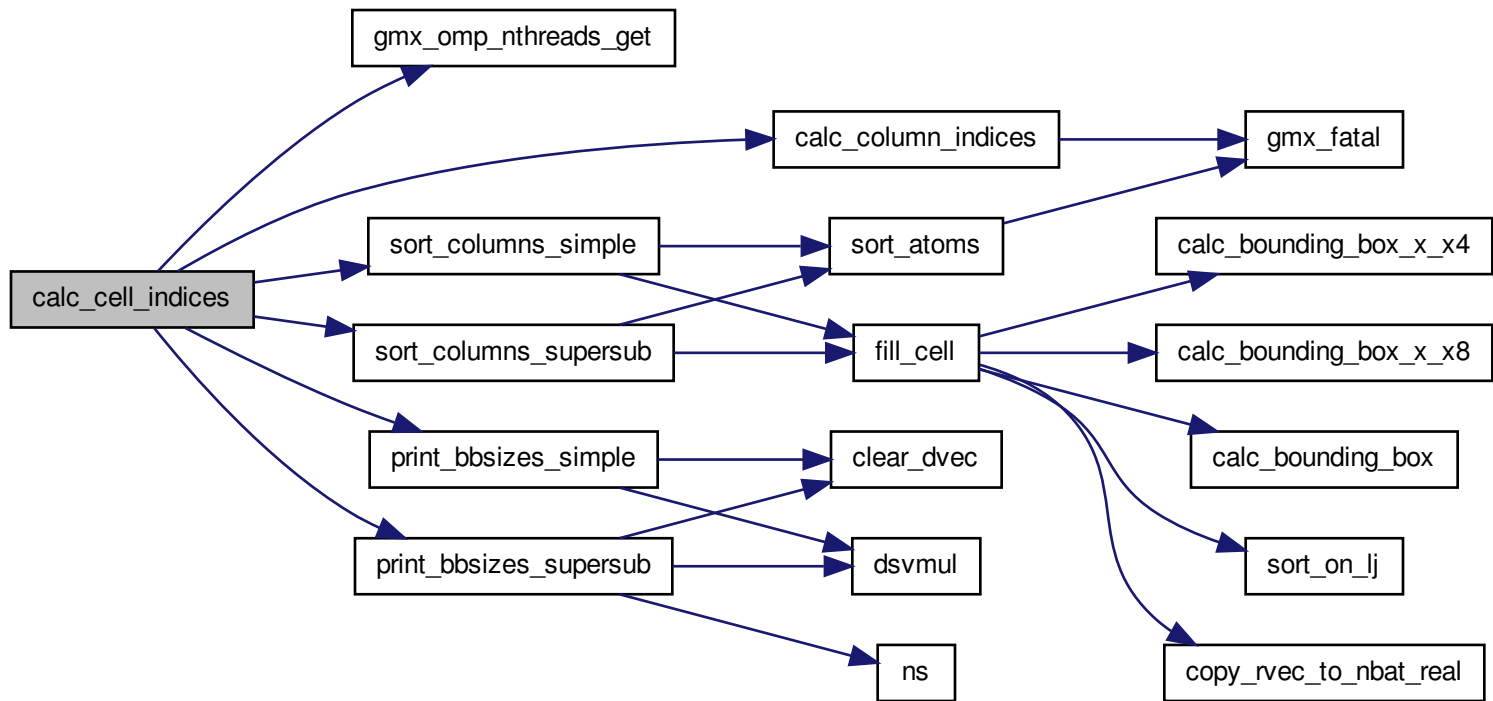 gmx_omp_nthreads_get
calc_column_indices
gmx_fatal
sort_columns_simple
sort_atoms
calc_bounding_box_x_x4
calc_cell_indices
sort_columns_supersub
fill_cell
calc_bounding_box_x_x8
print_bbsizes_simple
clear_dvec
calc_bounding_box
print_bbsizes_supersub
dsvmul
sort_on_lj
ns
copy_rvec_to_nbat_real